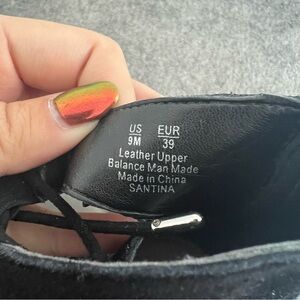 US EUR
9M 39
Leather Upper
Balance Man Made
Made in China
SANTINA